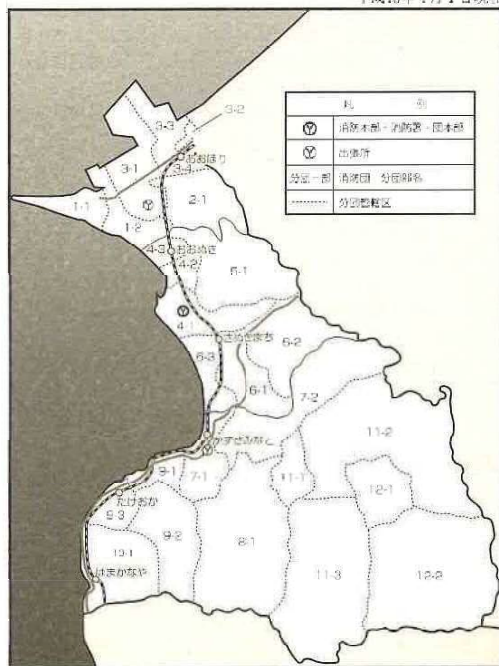 凡 例
消防本部・消防署・団本部
出張所
分団-部 消防団 分団部名
分団部轄区
3-2
3-3
おおほり
3-4
3-1
1-1
1-2
2-1
4-3
おおぬき
4-2
5-1
4-1
さぬきまち
6-3
6-2
6-1
7-2
かずさみなと
11-2
9-1
7-1
11-1
12-1
たけおか
9-3
9-2
8-1
10-1
11-3
12-2
はまかなや